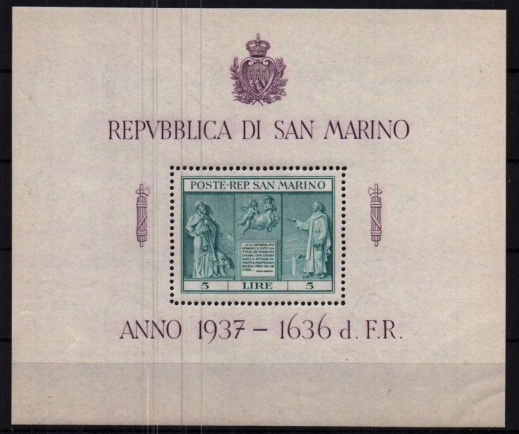 REPVBBLICA DI SAN MARINO
POSTE·REP. SAN MARINO
5 LIRE 5
ANNO 1937 – 1636 d. F. R.